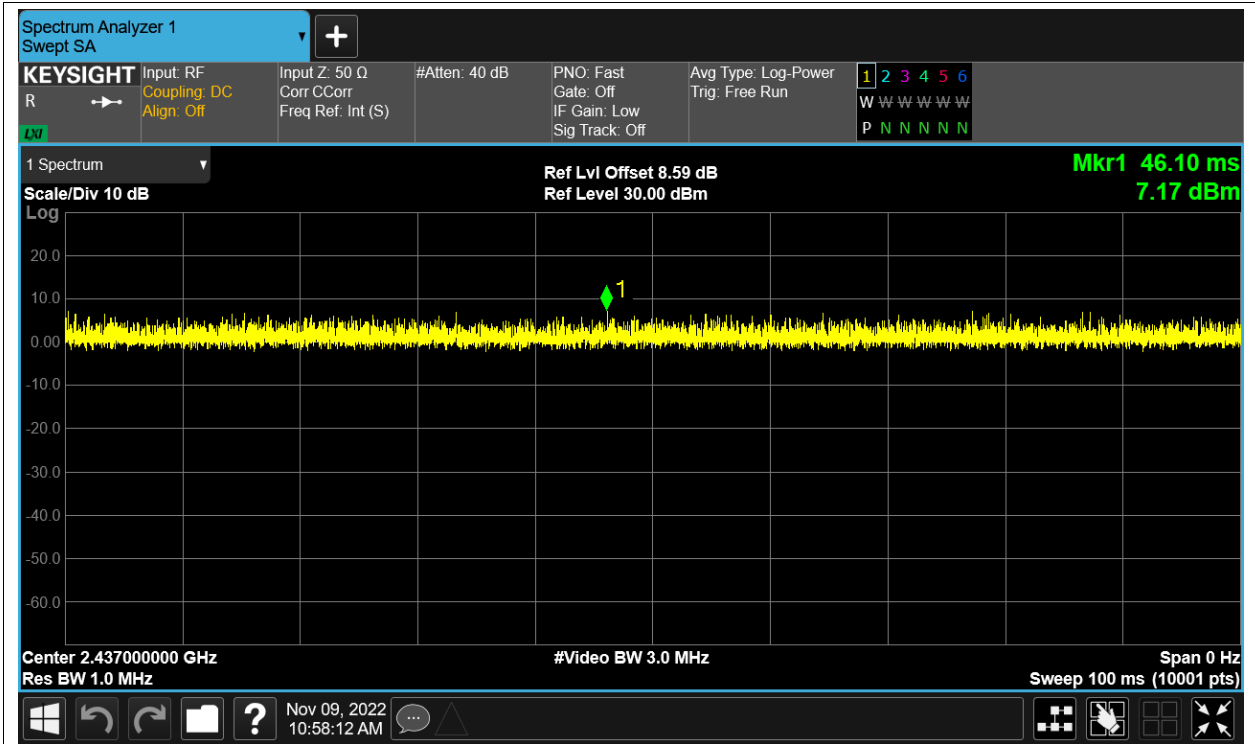 Spectrum Analyzer 1
Swept SA
KEYSIGHT
R
LXI
Input: RF
Coupling: DC
Align: Off
Input Z: 50 Ω
Corr CCorr
Freq Ref: Int (S)
#Atten: 40 dB
PNO: Fast
Gate: Off
IF Gain: Low
Sig Track: Off
Avg Type: Log-Power
Trig: Free Run
1 2 3 4 5 6
W W W W W W
P N N N N N
1 Spectrum
Scale/Div 10 dB
Log
Ref Lvl Offset 8.59 dB
Ref Level 30.00 dBm
Mkr1 46.10 ms
7.17 dBm
20.0
10.0
0.00
-10.0
-20.0
-30.0
-40.0
-50.0
-60.0
1
Center 2.437000000 GHz
Res BW 1.0 MHz
#Video BW 3.0 MHz
Span 0 Hz
Sweep 100 ms (10001 pts)
?
Nov 09, 2022
10:58:12 AM